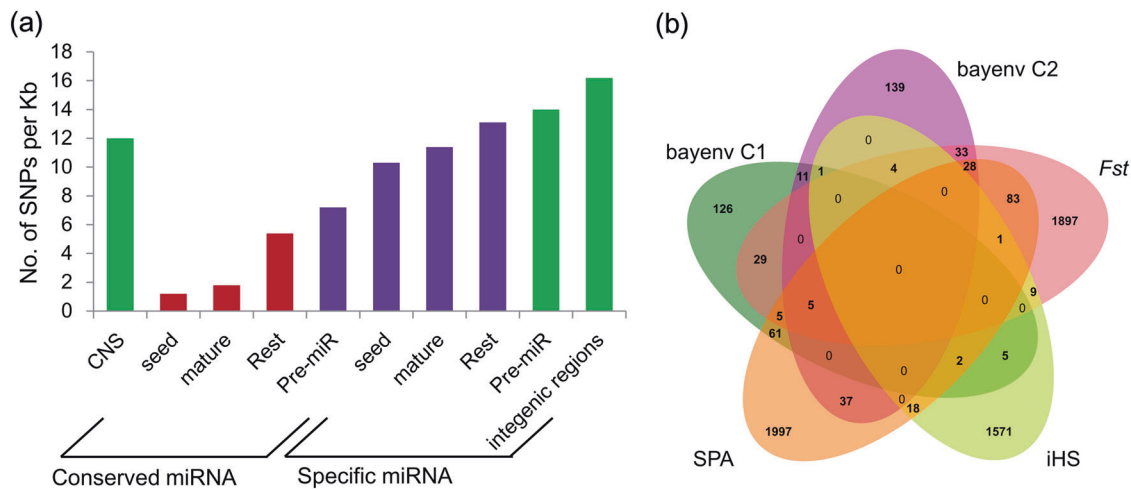 (a)
No. of SNPs per Kb
18
16
14
12
10
8
6
4
2
0
CNS
seed
mature
Rest
Pre-miR
seed
mature
Rest
Pre-miR
integenic regions
Conserved miRNA
Specific miRNA
(b)
bayenv C2
139
bayenv C1
0
33
Fst
11
1
4
28
126
0
0
83
1897
0
1
29
0
9
0
0
5
5
61
0
2
5
0
37
0
18
1997
1571
SPA
iHS